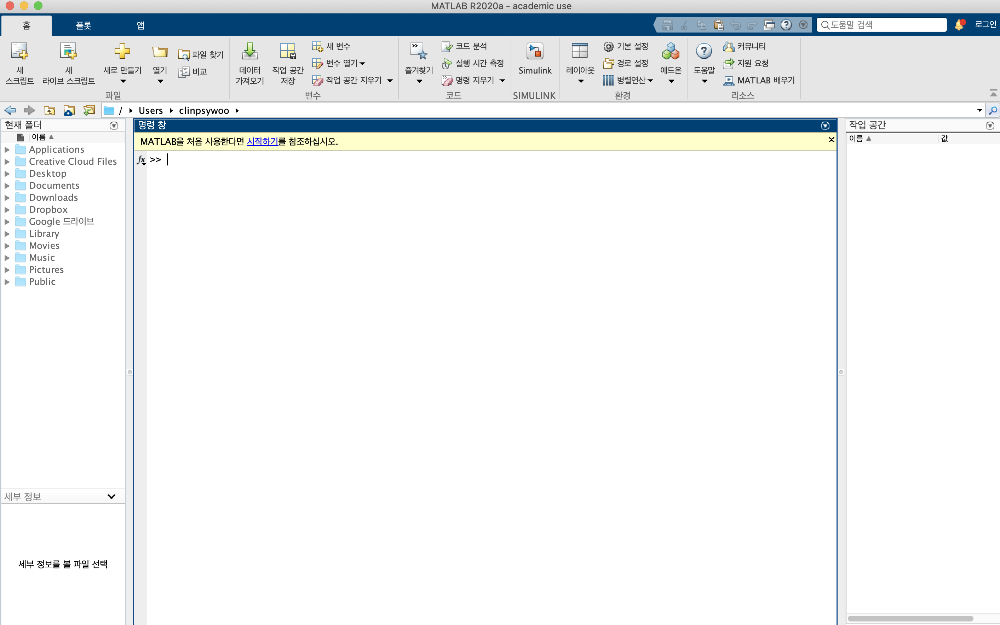 MATLAB R2020a - academic use
홈 플롯 앱
도움말 검색
로그인
새
스크립트
새
라이브 스크립트
새로 만들기
열기
파일 찾기
비교
파일
데이터
가져오기
작업 공간
저장
새 변수
변수 열기
작업 공간 지우기
변수
즐겨찾기
코드 분석
실행 시간 측정
명령 지우기
코드
Simulink
SIMULINK
레이아웃
기본 설정
경로 설정
병렬연산
애드온
환경
도움말
커뮤니티
지원 요청
MATLAB 배우기
리소스
/ Users clinpsywoo
현재 폴더
이름
Applications
Creative Cloud Files
Desktop
Documents
Downloads
Dropbox
Google 드라이브
Library
Movies
Music
Pictures
Public
세부 정보
세부 정보를 볼 파일 선택
명령 창
MATLAB을 처음 사용한다면 시작하기를 참조하십시오.
fx >>
작업 공간
이름 값